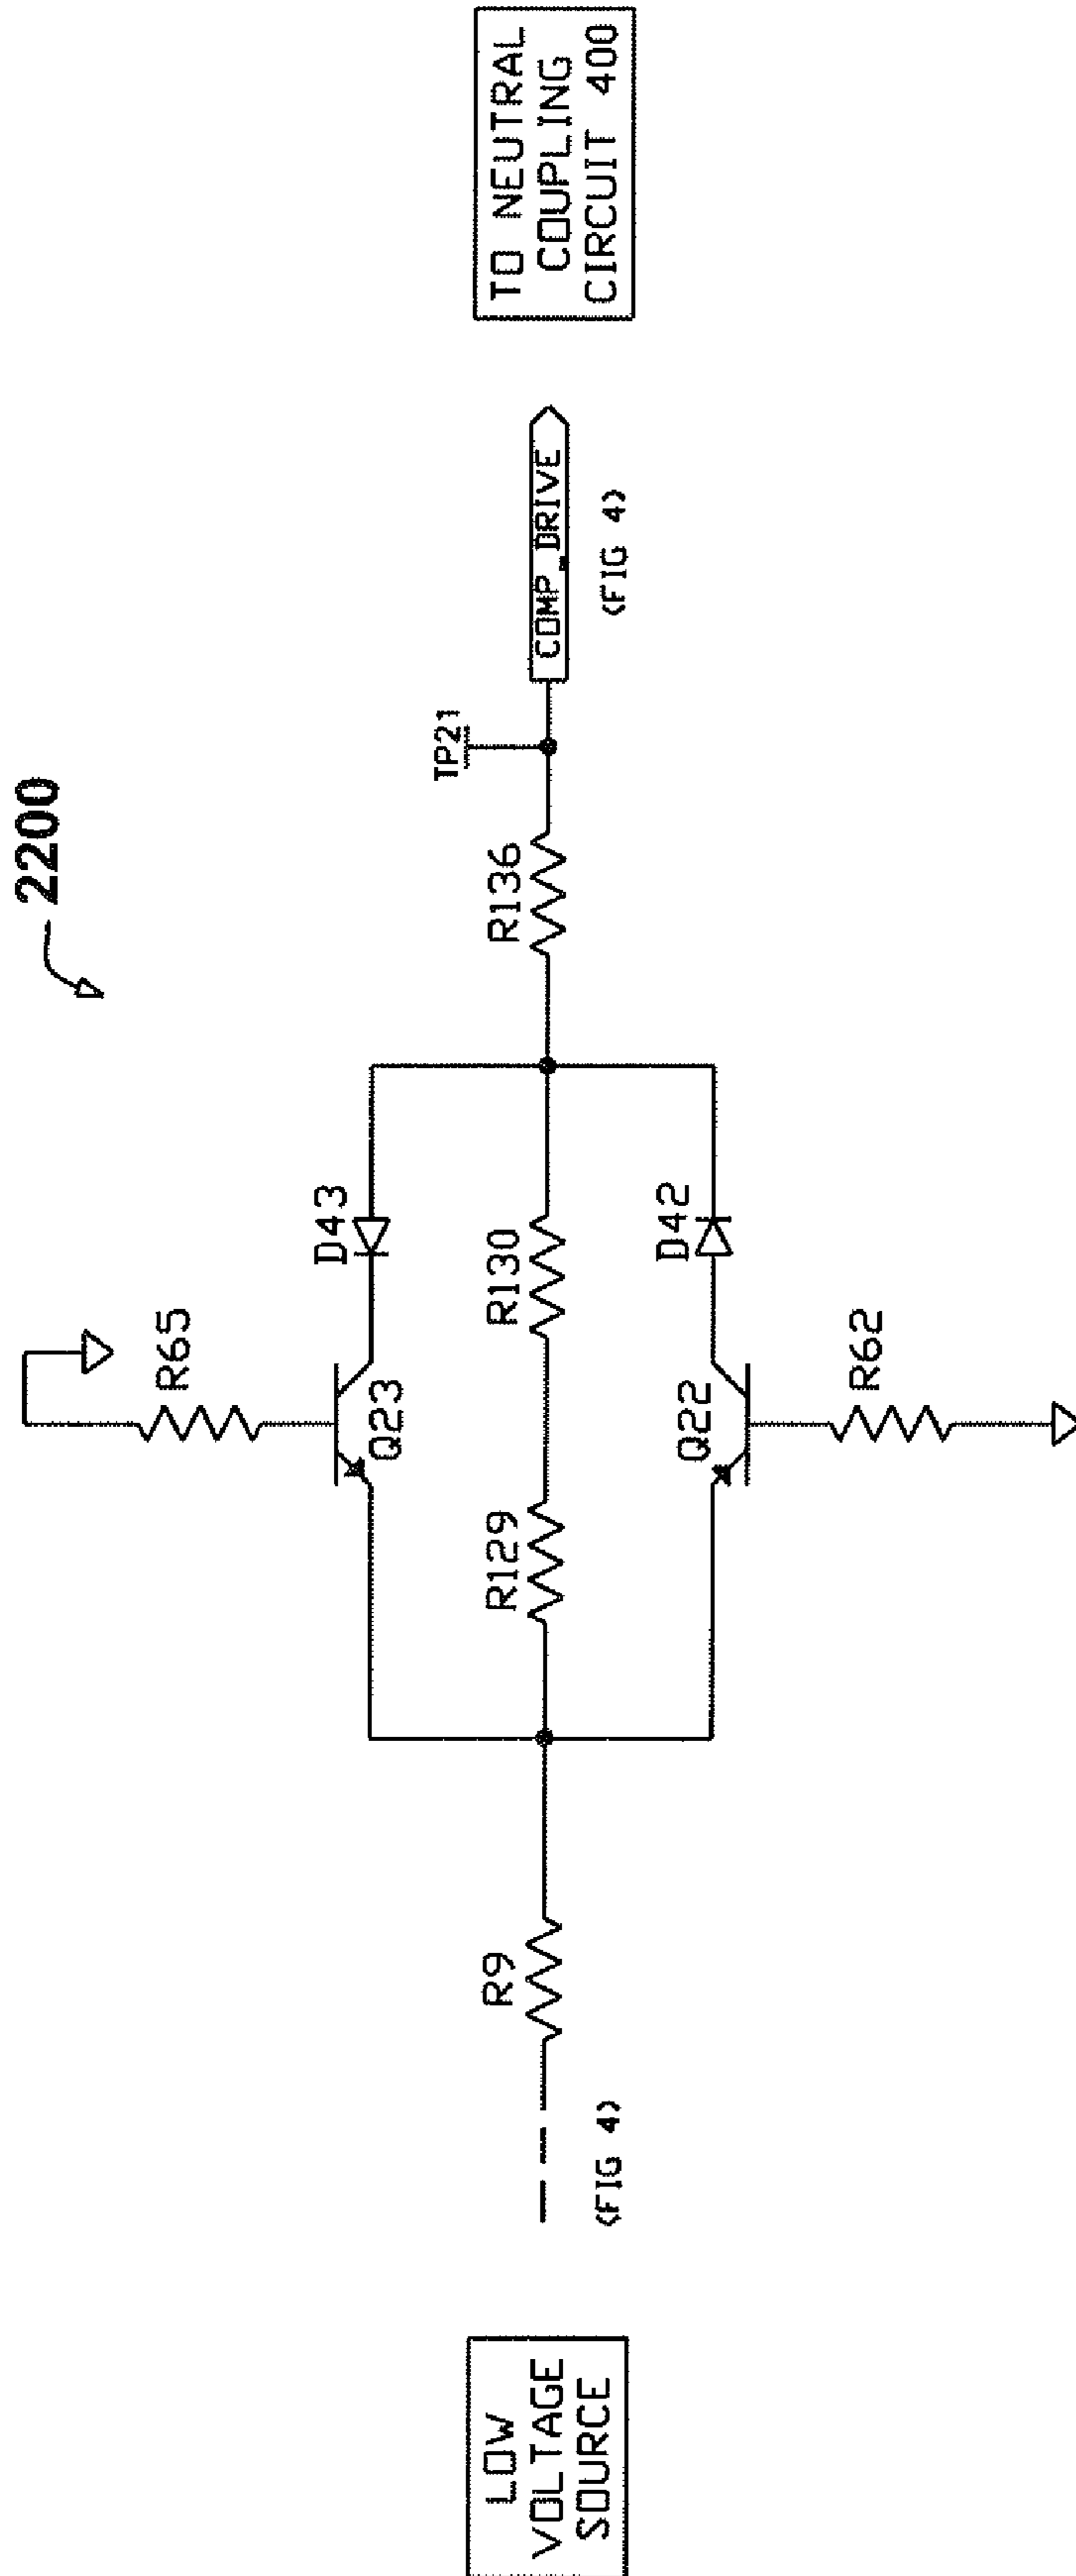 2200
LOW
VOLTAGE
SOURCE
(FIG 4)
R9
R65
Q23
D43
R129
R130
Q22
D42
R62
R136
TP21
COMP_DRIVE
(FIG 4)
TO NEUTRAL
COUPLING
CIRCUIT 400